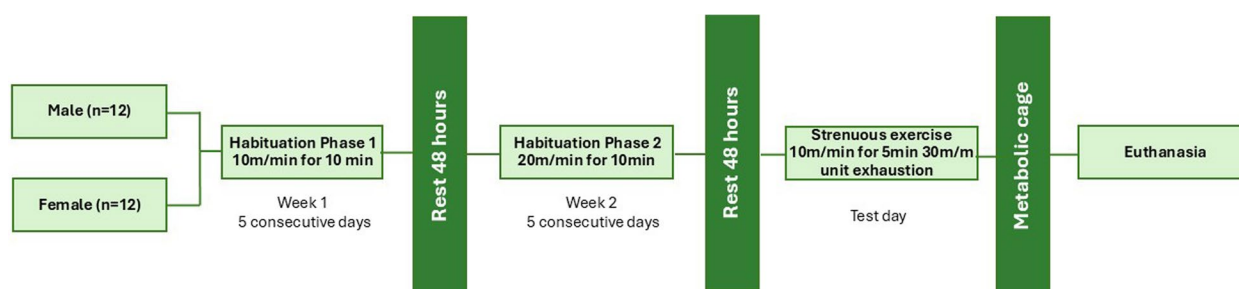 Male (n=12)
Female (n=12)
Habituation Phase 1
10m/min for 10 min
Week 1
5 consecutive days
Rest 48 hours
Habituation Phase 2
20m/min for 10min
Week 2
5 consecutive days
Rest 48 hours
Strenuous exercise
10m/min for 5min 30m/m
unit exhaustion
Test day
Metabolic cage
Euthanasia